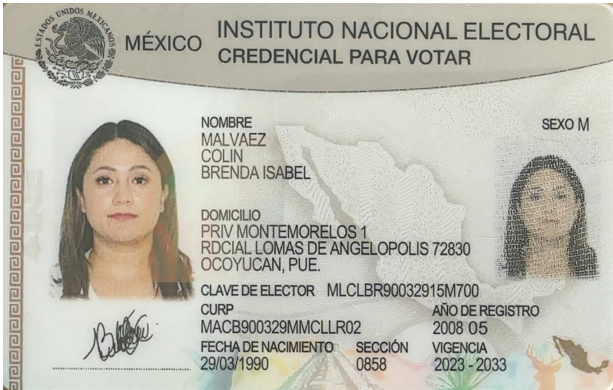 ESTADOS UNIDOS MEXICANOS
MÉXICO
INSTITUTO NACIONAL ELECTORAL
CREDENCIAL PARA VOTAR
NOMBRE
MALVAEZ
COLIN
BRENDA ISABEL
SEXO M
DOMICILIO
PRIV MONTEMORELOS 1
RDCIAL LOMAS DE ANGELOPOLIS 72830
OCOYUCAN, PUE.
CLAVE DE ELECTOR MLCLBR90032915M700
CURP
MACB900329MMCLLR02
AÑO DE REGISTRO
2008 05
FECHA DE NACIMIENTO
29/03/1990
SECCIÓN
0858
VIGENCIA
2023 - 2033